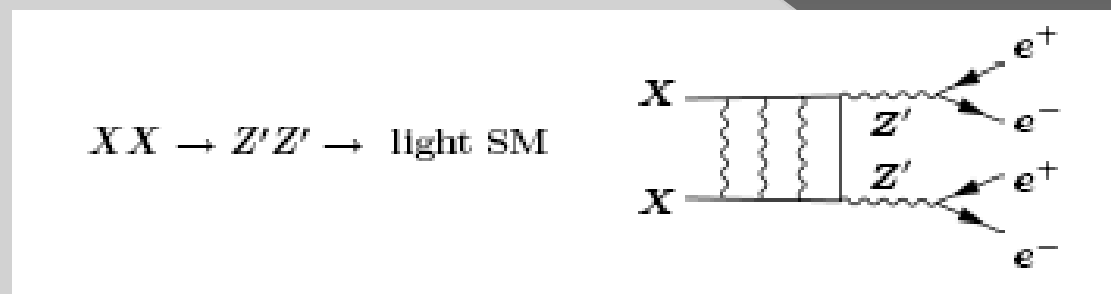 XX → Z′Z′ → light SM
X
X
Z′
Z′
e⁺
e⁻
e⁺
e⁻